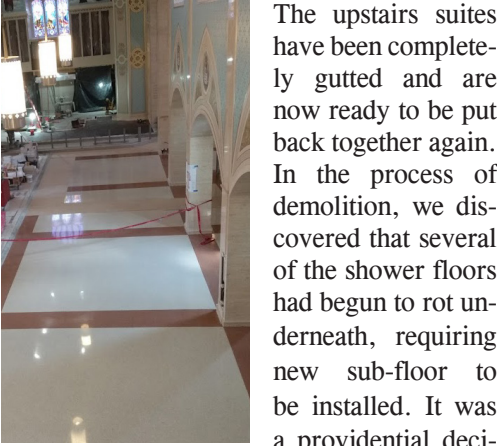 The upstairs suites
have been complete-
ly gutted and are
now ready to be put
back together again.
In the process of
demolition, we dis-
covered that several
of the shower floors
had begun to rot un-
derneath, requiring
new sub-floor to
be installed. It was
a providential deci-